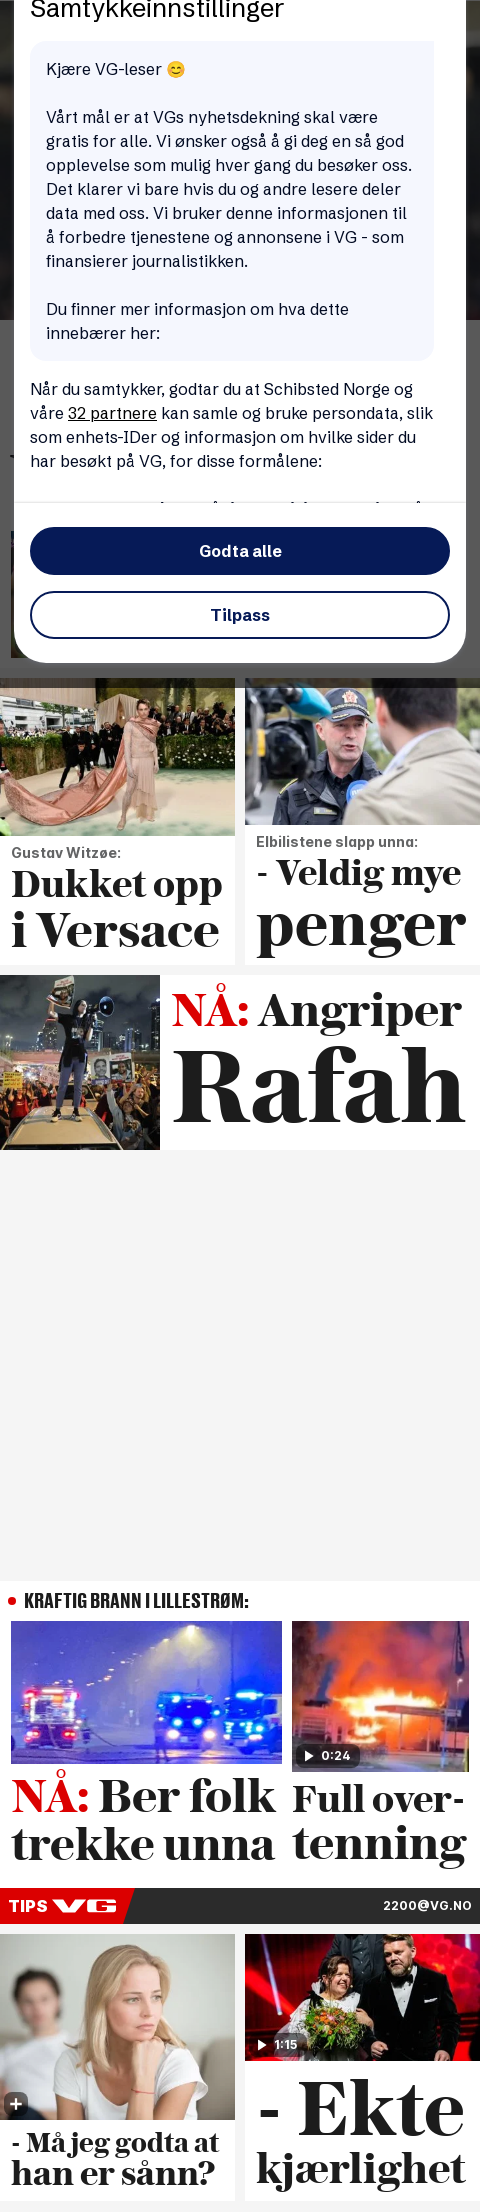 Samtykkeinnstillinger
Kjære VG-leser 😊
Vårt mål er at VGs nyhetsdekning skal være
gratis for alle. Vi ønsker også å gi deg en så god
opplevelse som mulig hver gang du besøker oss.
Det klarer vi bare hvis du og andre lesere deler
data med oss. Vi bruker denne informasjonen til
å forbedre tjenestene og annonsene i VG - som
finansierer journalistikken.
Du finner mer informasjon om hva dette
innebærer her:
Når du samtykker, godtar du at Schibsted Norge og
våre 32 partnere kan samle og bruke persondata, slik
som enhets-IDer og informasjon om hvilke sider du
har besøkt på VG, for disse formålene:
Godta alle
Tilpass
Gustav Witzøe:
Dukket opp
i Versace
Elbilistene slapp unna:
- Veldig mye
penger
NÅ: Angriper
Rafah
KRAFTIG BRANN I LILLESTRØM:
NÅ: Ber folk
trekke unna
0:24
Full over-
tenning
TIPS VG
2200@VG.NO
- Må jeg godta at
han er sånn?
1:15
- Ekte
kjærlighet